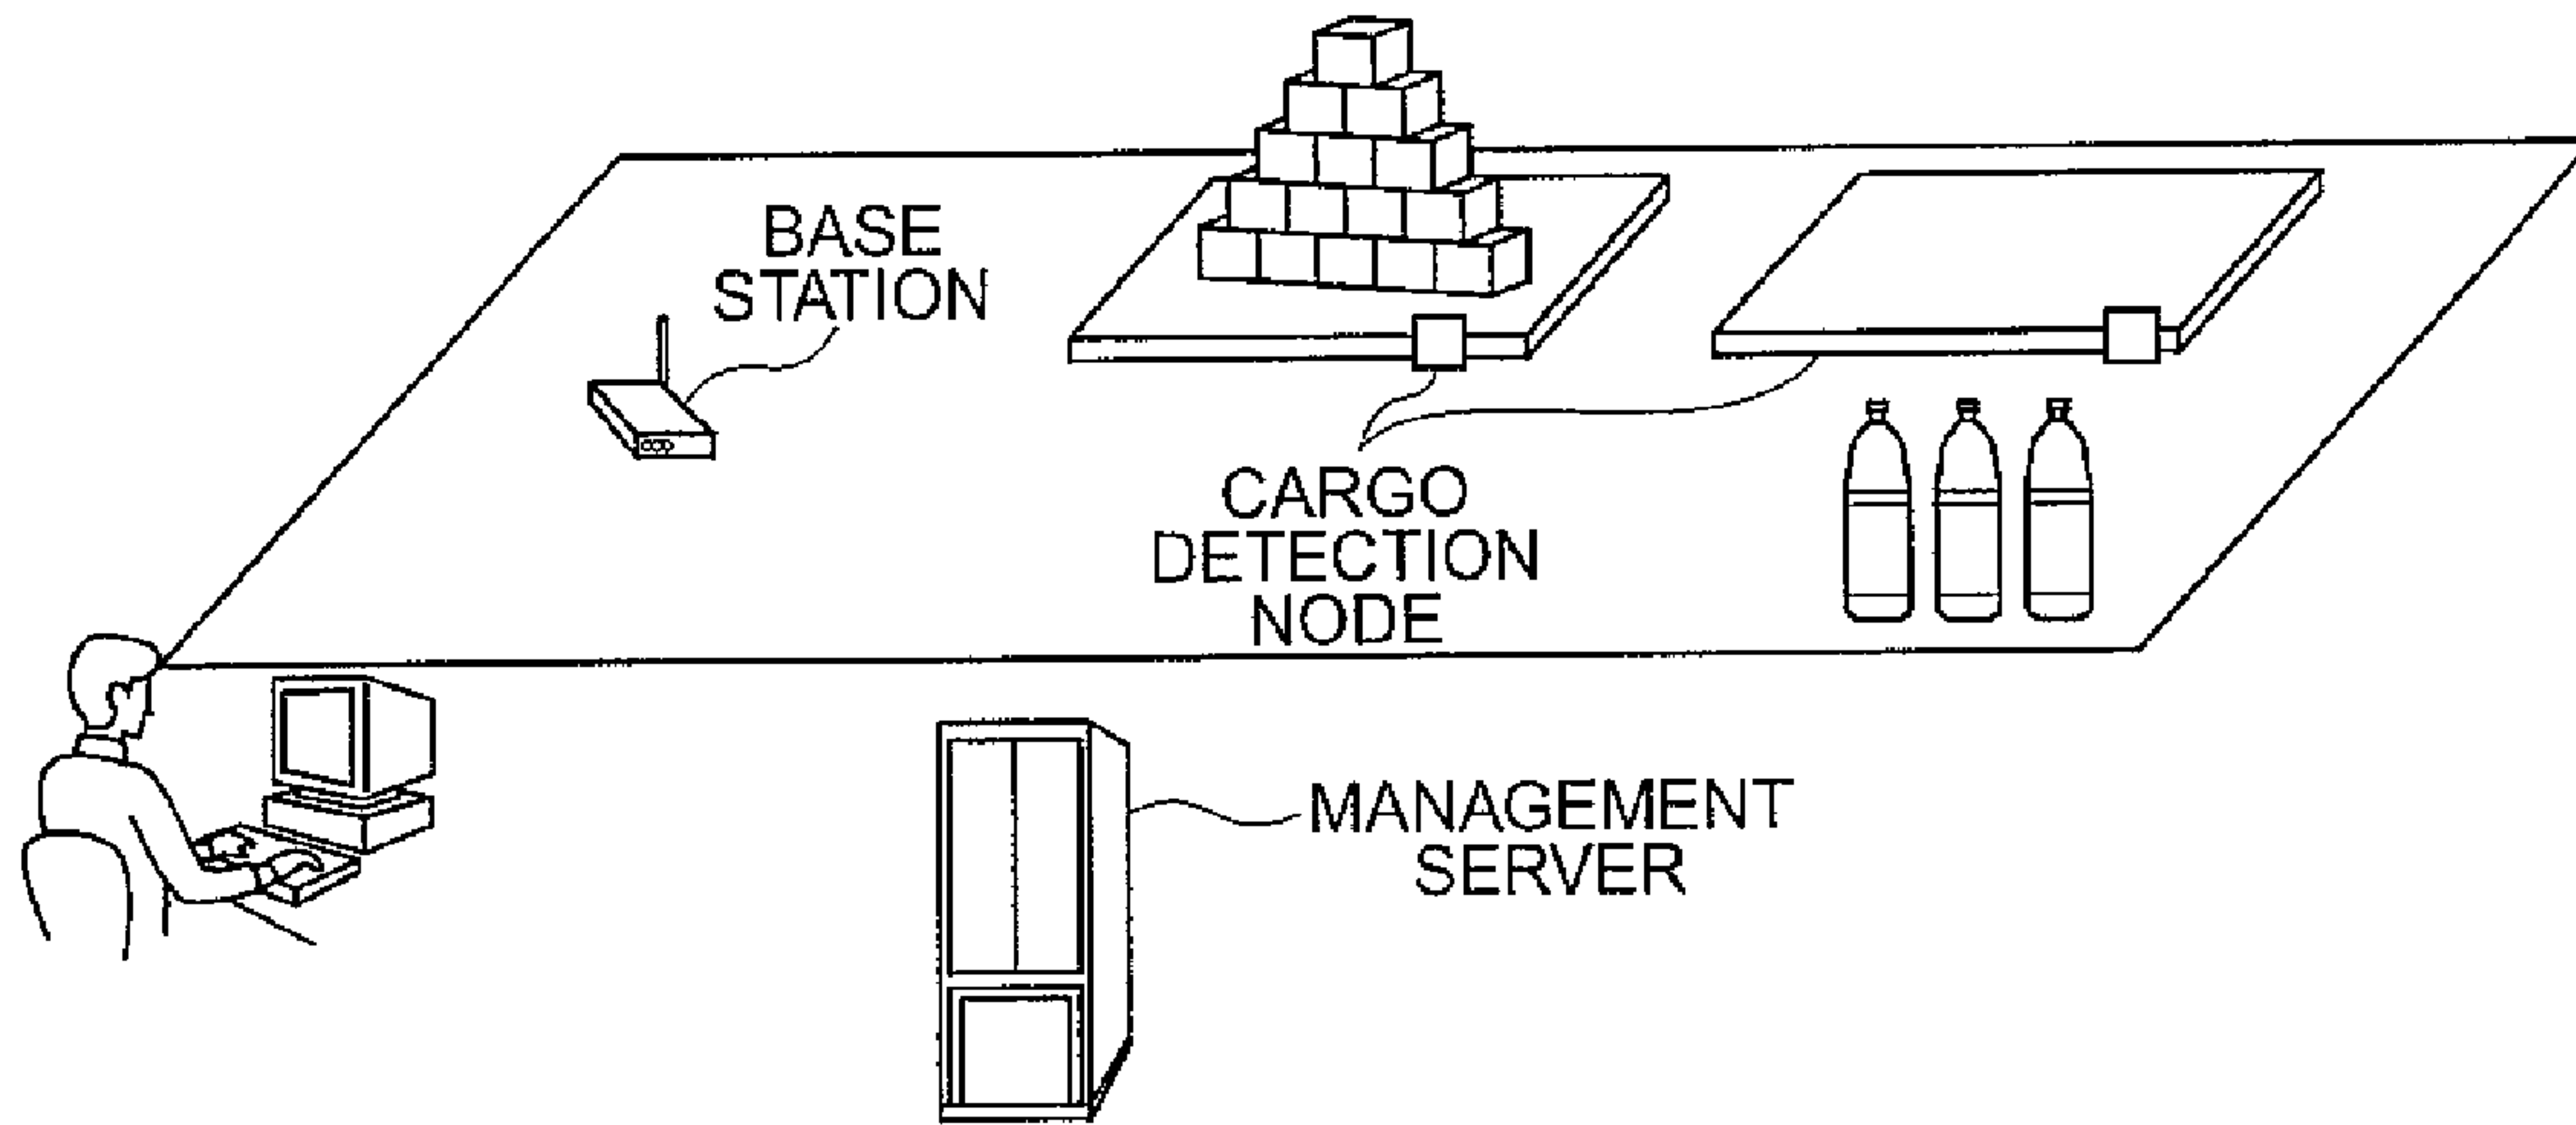 BASE
STATION
CARGO
DETECTION
NODE
MANAGEMENT
SERVER